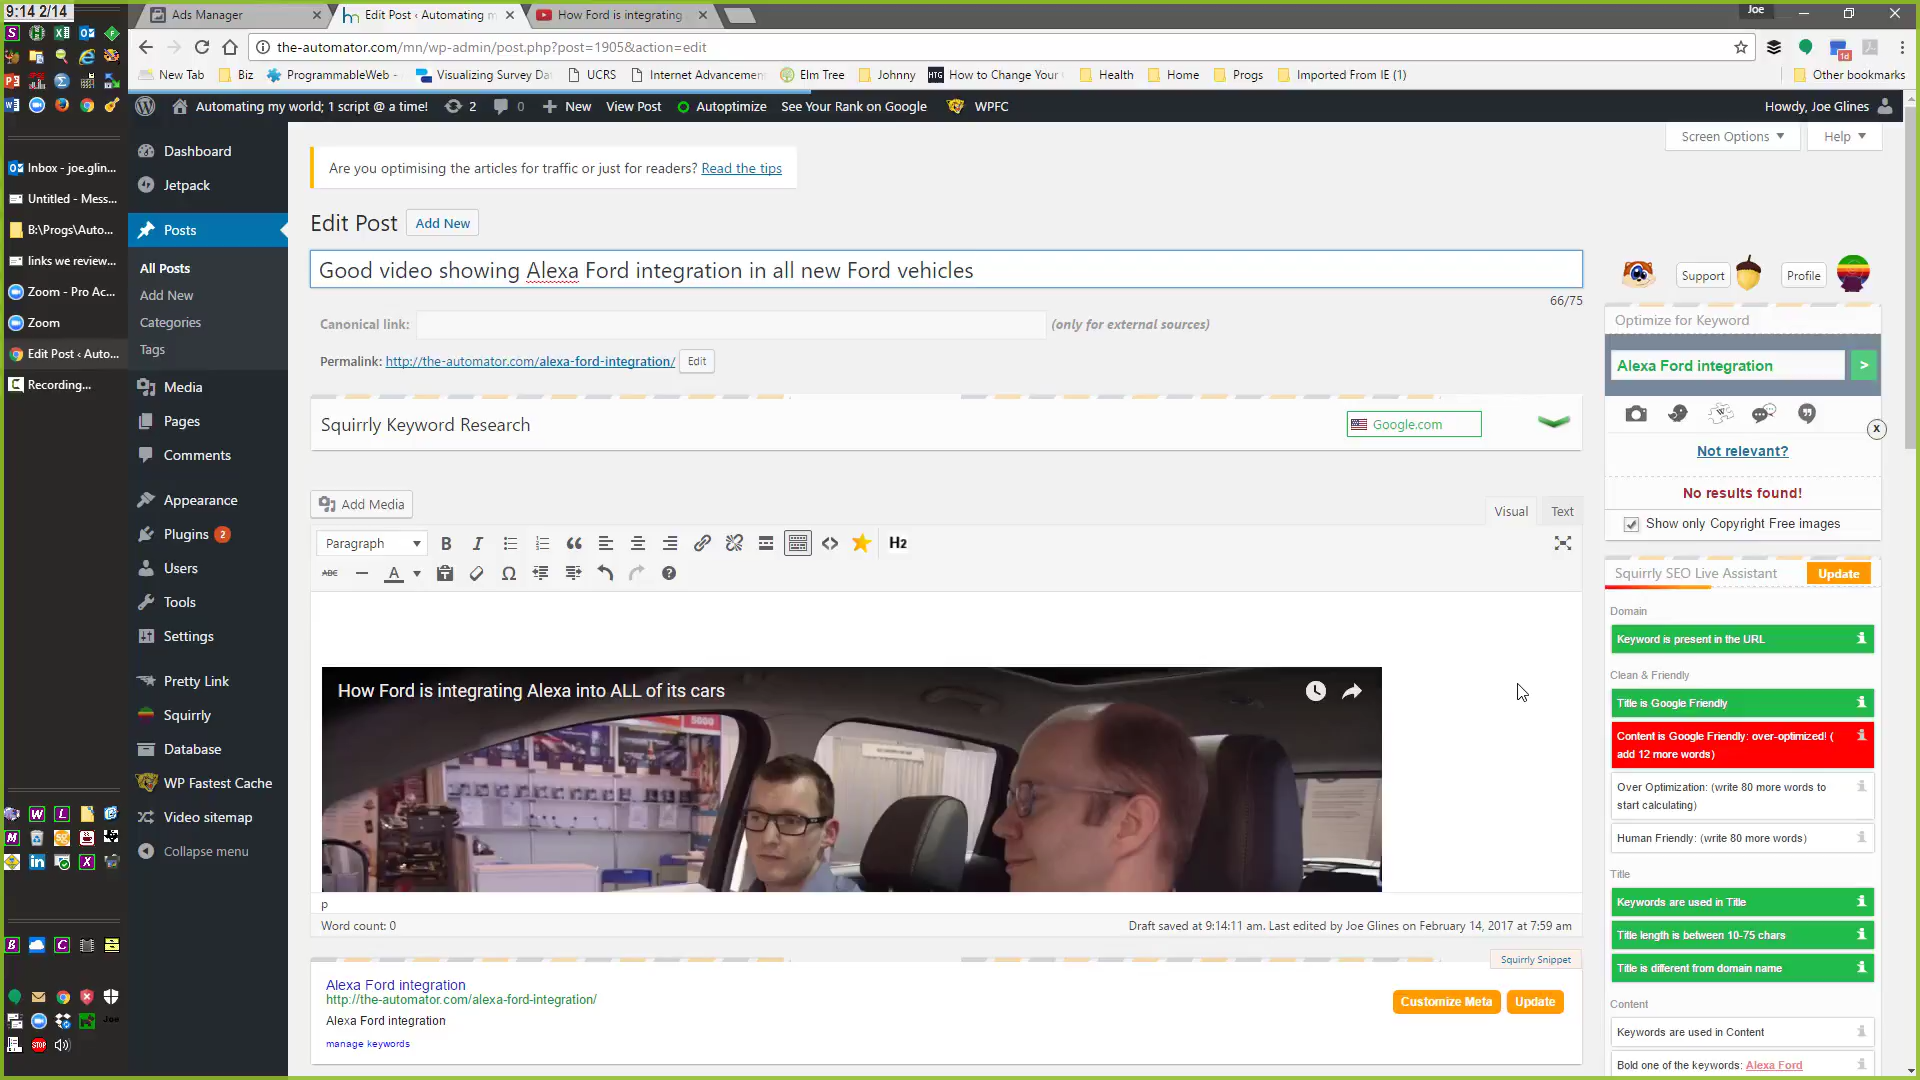 9:14 2/14
Ads Manager
Edit Post ‹ Automating m
How Ford is integrating
Joe
the-automator.com/mn/wp-admin/post.php?post=1905&action=edit
New Tab
Biz
ProgrammableWeb -
Visualizing Survey Da
UCRS
Internet Advancemen
Elm Tree
Johnny
How to Change Your
Health
Home
Progs
Imported From IE (1)
Other bookmarks
Automating my world; 1 script @ a time!
2
0
New
View Post
Autoptimize
See Your Rank on Google
WPFC
Howdy, Joe Glines
Screen Options
Help
Inbox - joe.glin...
Untitled - Mess...
B:\Progs\Auto...
links we review...
Zoom - Pro Ac...
Zoom
Edit Post ‹ Auto...
Recording...
Dashboard
Jetpack
Posts
All Posts
Add New
Categories
Tags
Media
Pages
Comments
Appearance
Plugins 2
Users
Tools
Settings
Pretty Link
Squirrly
Database
WP Fastest Cache
Video sitemap
Collapse menu
Are you optimising the articles for traffic or just for readers? Read the tips
Edit Post
Add New
Good video showing Alexa Ford integration in all new Ford vehicles
66/75
Canonical link:
(only for external sources)
Permalink: http://the-automator.com/alexa-ford-integration/
Edit
Squirrly Keyword Research
Google.com
Add Media
Visual
Text
Paragraph
H2
How Ford is integrating Alexa into ALL of its cars
5000
p
Word count: 0
Draft saved at 9:14:11 am. Last edited by Joe Glines on February 14, 2017 at 7:59 am
Squirrly Snippet
Alexa Ford integration
http://the-automator.com/alexa-ford-integration/
Alexa Ford integration
manage keywords
Customize Meta
Update
Support
Profile
Optimize for Keyword
Alexa Ford integration
>
x
Not relevant?
No results found!
Show only Copyright Free images
Squirrly SEO Live Assistant
Update
Domain
Keyword is present in the URL
Clean & Friendly
Title is Google Friendly
Content is Google Friendly: over-optimized! (
add 12 more words)
Over Optimization: (write 80 more words to
start calculating)
Human Friendly: (write 80 more words)
Title
Keywords are used in Title
Title length is between 10-75 chars
Title is different from domain name
Content
Keywords are used in Content
Bold one of the keywords: Alexa Ford